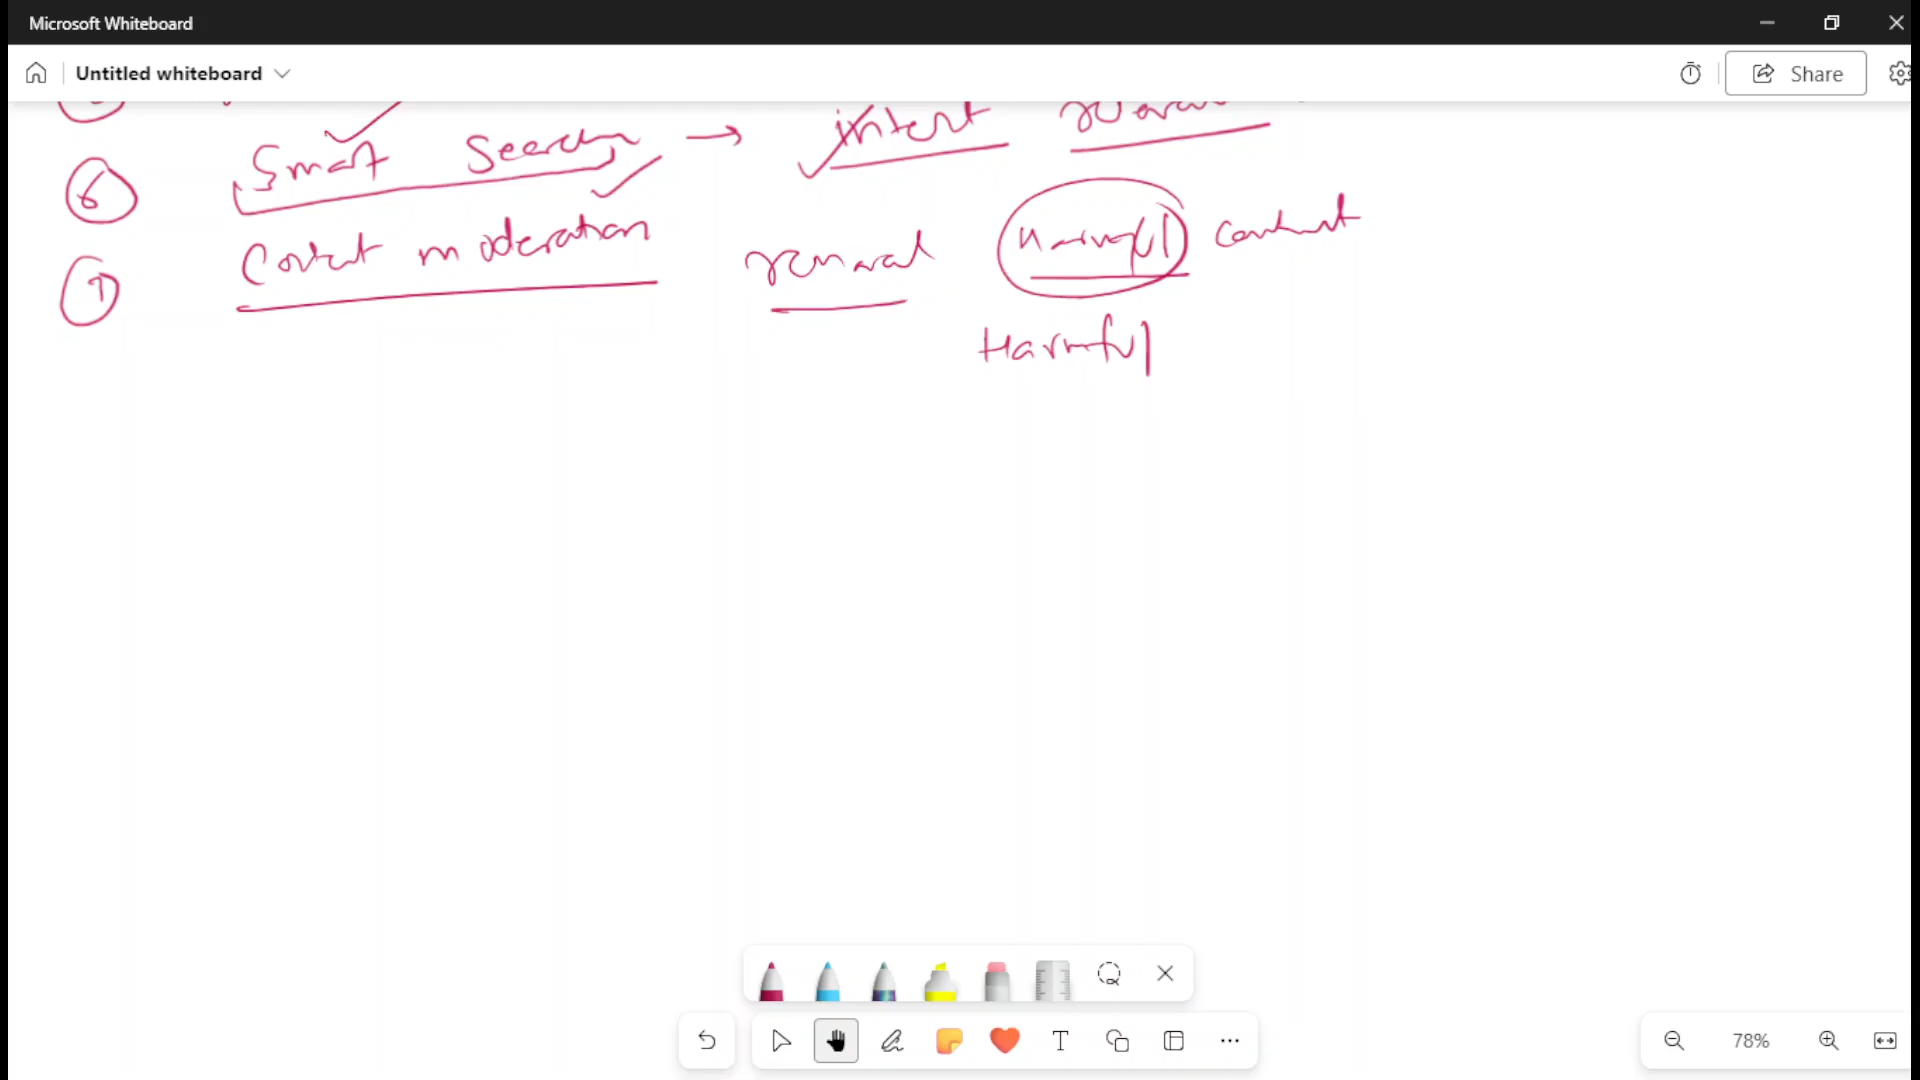 Microsoft Whiteboard
Untitled whiteboard
Share
6 Smart Search → intent
7 Content moderation removal Harmful content
Harmful
78%